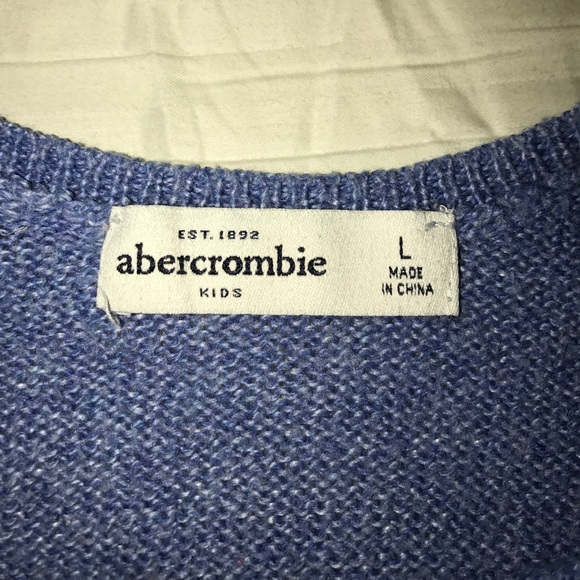 EST. 1892
abercrombie
KIDS
L
MADE
IN CHINA